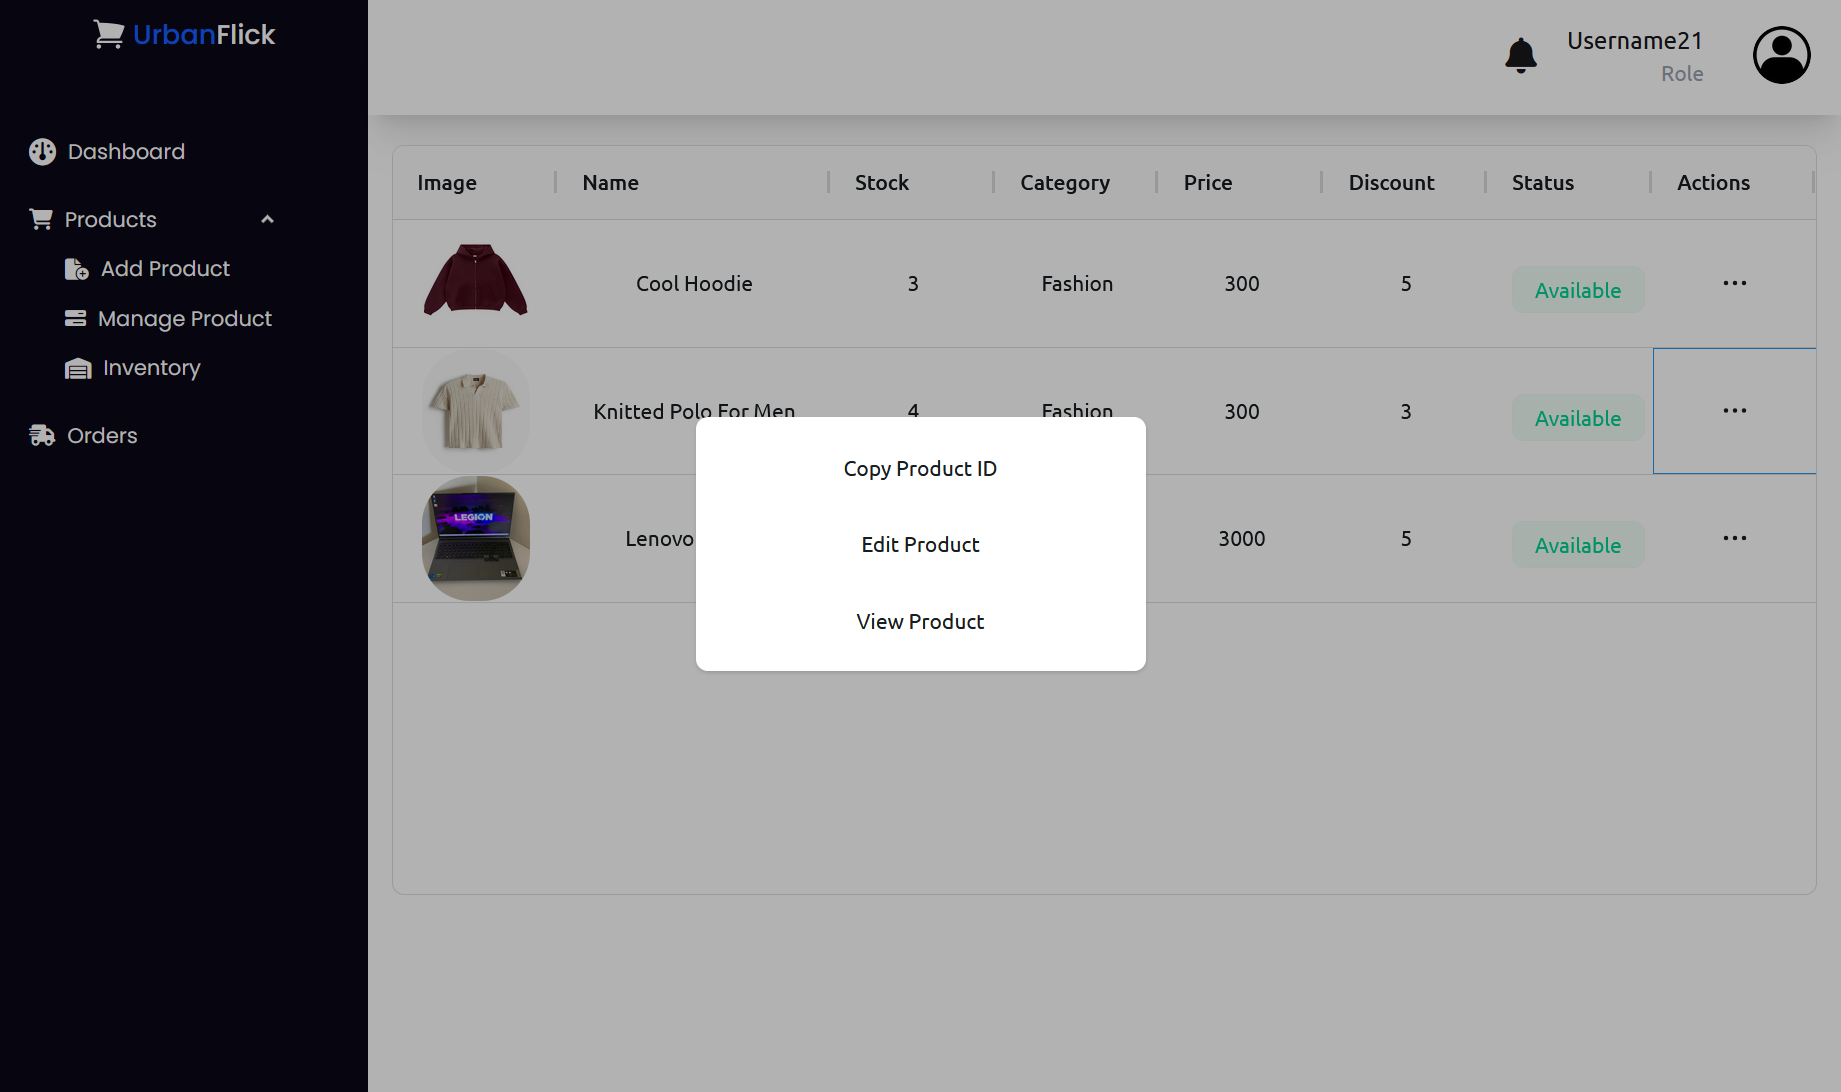 UrbanFlick
Username21
Role
Dashboard
Products
Add Product
Manage Product
Inventory
Orders
Image Name Stock Category Price Discount Status Actions
Cool Hoodie 3 Fashion 300 5 Available
Knitted Polo For Men 4 Fashion 300 3 Available
LEGION
Lenovo 3000 5 Available
Copy Product ID
Edit Product
View Product